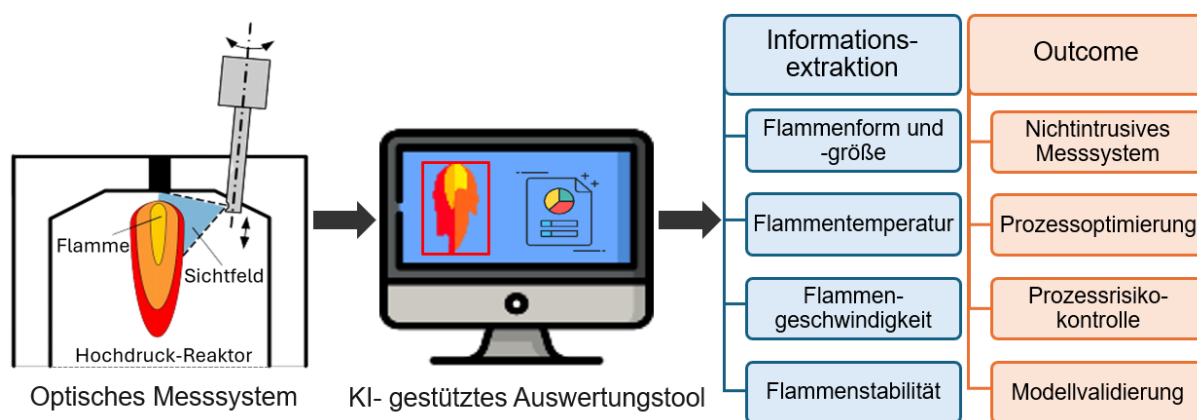 Flamme
Sichtfeld
Hochdruck-Reaktor
Optisches Messsystem
KI- gestütztes Auswertungstool
Informations-
extraktion
Flammenform und
-größe
Flammentemperatur
Flammen-
geschwindigkeit
Flammenstabilität
Outcome
Nichtintrusives
Messsystem
Prozessoptimierung
Prozessrisiko-
kontrolle
Modellvalidierung